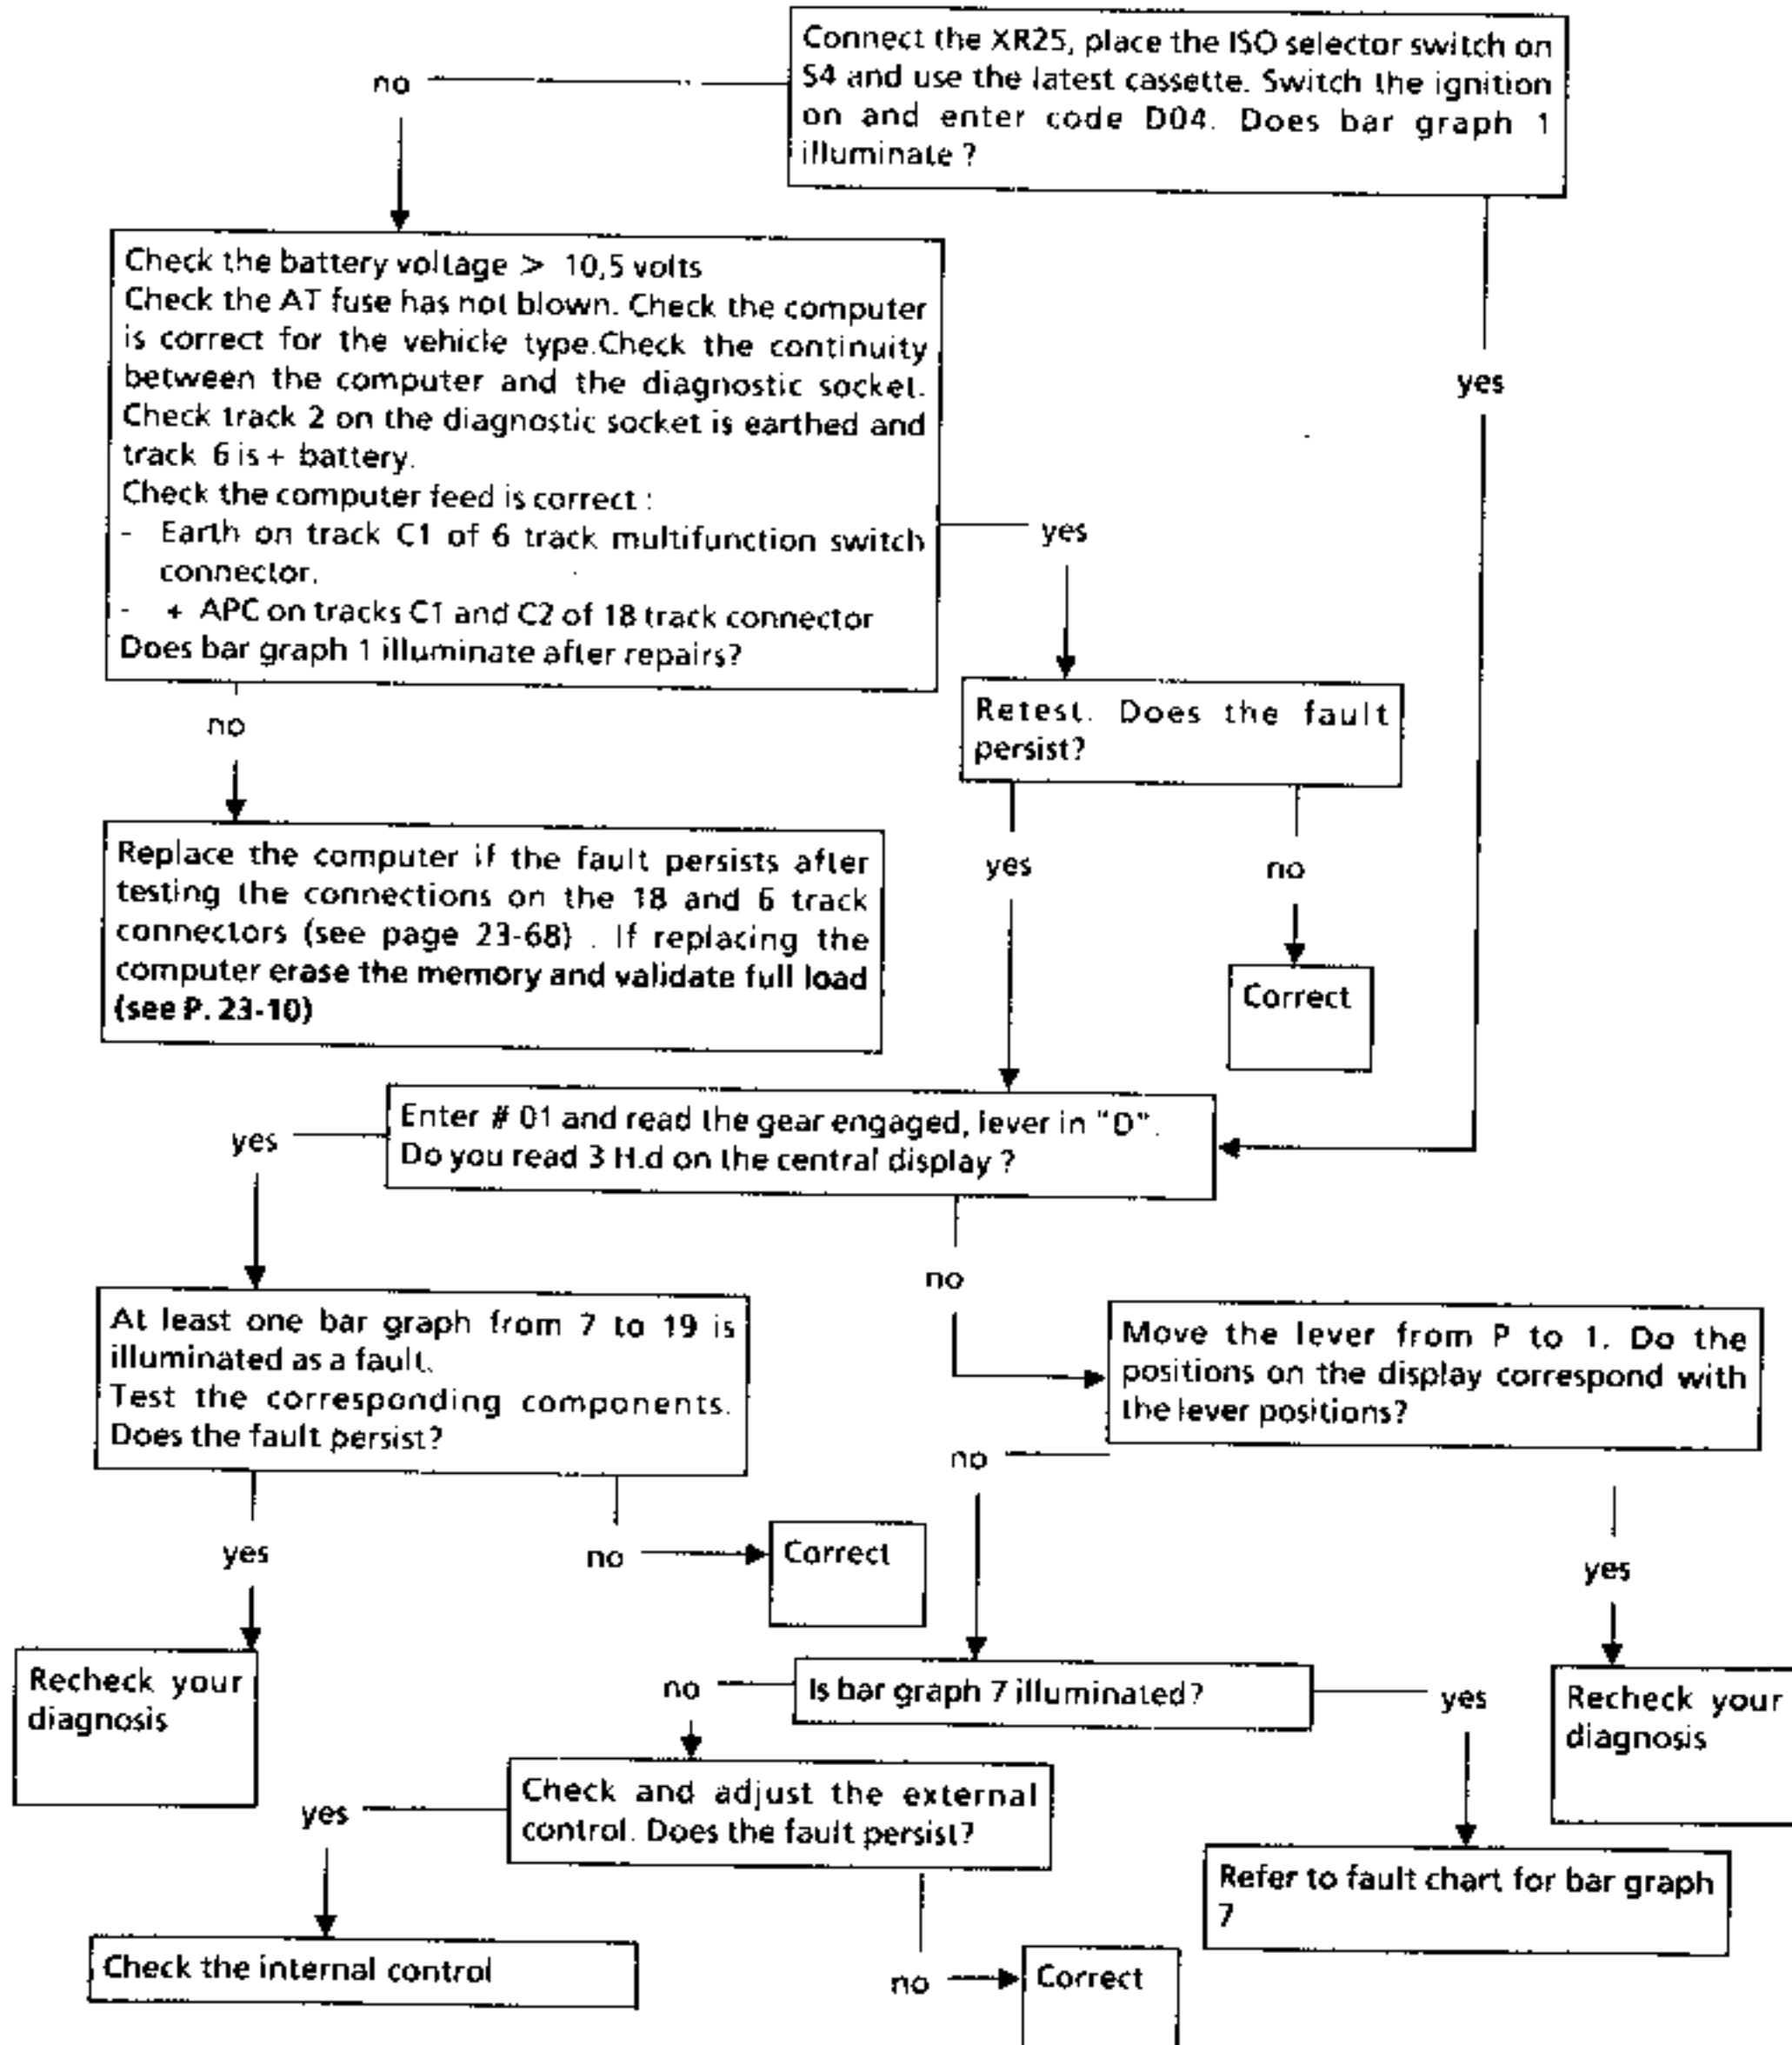 Connect the XR25, place the ISO selector switch on
S4 and use the latest cassette. Switch the ignition
on and enter code D04. Does bar graph 1
illuminate ?
no
yes
Check the battery voltage > 10,5 volts
Check the AT fuse has not blown. Check the computer
is correct for the vehicle type.Check the continuity
between the computer and the diagnostic socket.
Check track 2 on the diagnostic socket is earthed and
track 6 is + battery.
Check the computer feed is correct :
- Earth on track C1 of 6 track multifunction switch
connector.
- + APC on tracks C1 and C2 of 18 track connector
Does bar graph 1 illuminate after repairs?
yes
no
Retest. Does the fault
persist?
yes
no
Correct
Replace the computer if the fault persists after
testing the connections on the 18 and 6 track
connectors (see page 23-68) . If replacing the
computer erase the memory and validate full load
(see P. 23-10)
Enter # 01 and read the gear engaged, lever in "D".
Do you read 3 H.d on the central display ?
yes
no
At least one bar graph from 7 to 19 is
illuminated as a fault.
Test the corresponding components.
Does the fault persist?
Move the lever from P to 1. Do the
positions on the display correspond with
the lever positions?
yes
no
Correct
no
yes
Recheck your
diagnosis
Is bar graph 7 illuminated?
no
yes
Recheck your
diagnosis
Check and adjust the external
control. Does the fault persist?
yes
Refer to fault chart for bar graph
7
Check the internal control
no
Correct